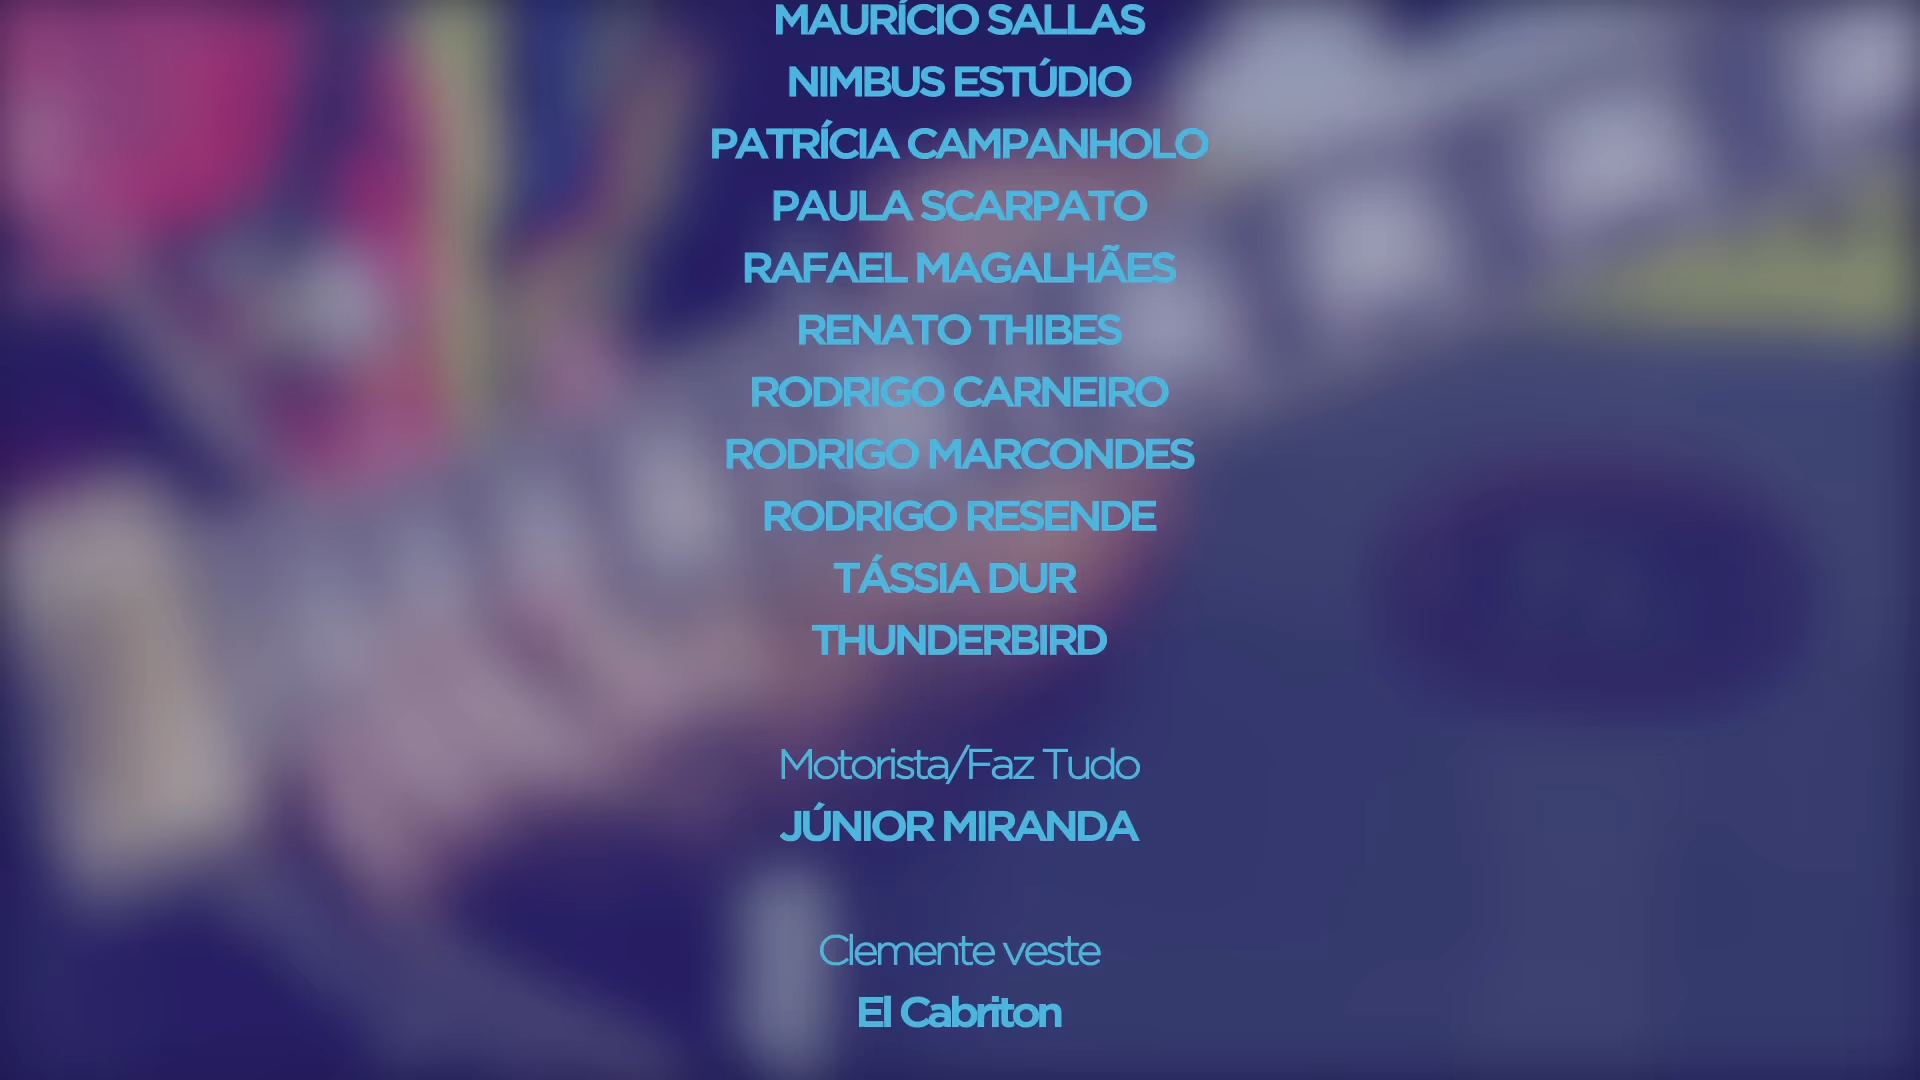 MAURÍCIO SALLAS
NIMBUS ESTÚDIO
PATRÍCIA CAMPANHOLO
PAULA SCARPATO
RAFAEL MAGALHÃES
RENATO THIBES
RODRIGO CARNEIRO
RODRIGO MARCONDES
RODRIGO RESENDE
TÁSSIA DUR
THUNDERBIRD
Motorista/Faz Tudo
JÚNIOR MIRANDA
Clemente veste
El Cabriton